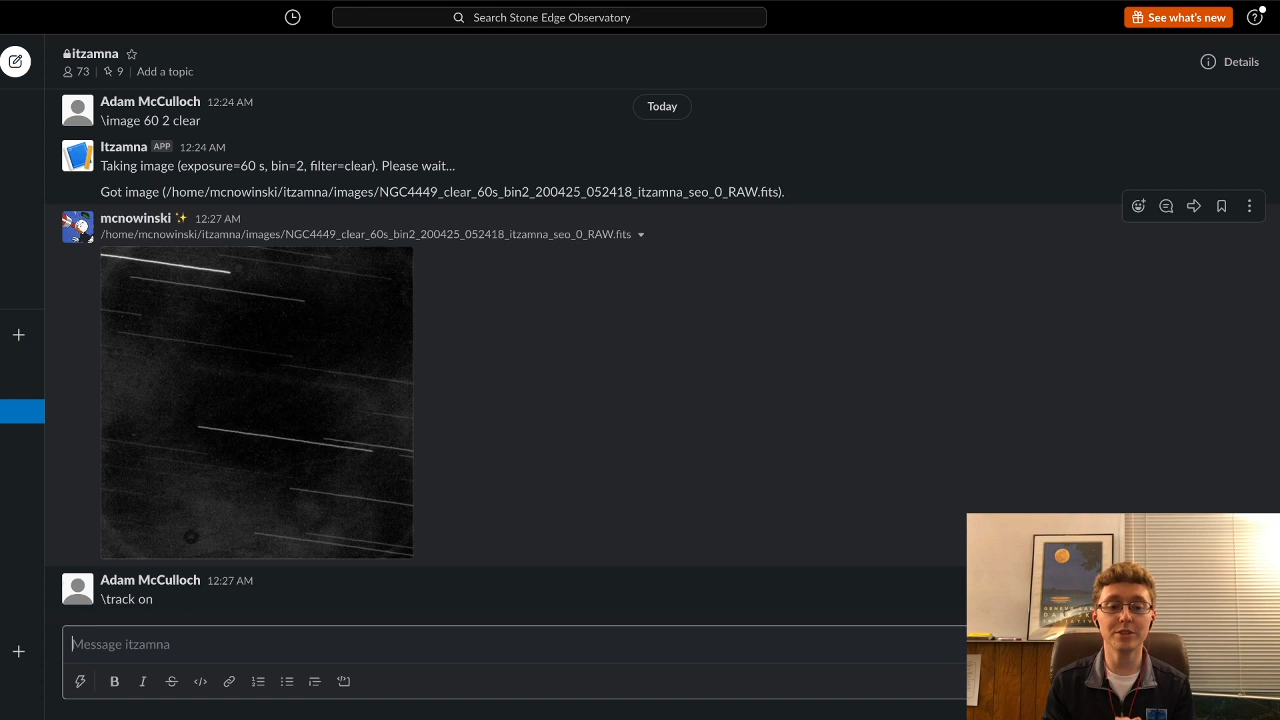 Search Stone Edge Observatory
See what's new
itzamna
73
9
Add a topic
Details
Today
Adam McCulloch 12:24 AM
\image 60 2 clear
Itzamna APP 12:24 AM
Taking image (exposure=60 s, bin=2, filter=clear). Please wait...
Got image (/home/mcnowinski/itzamna/images/NGC4449_clear_60s_bin2_200425_052418_itzamna_seo_0_RAW.fits).
mcnowinski 12:27 AM
/home/mcnowinski/itzamna/images/NGC4449_clear_60s_bin2_200425_052418_itzamna_seo_0_RAW.fits
Adam McCulloch 12:27 AM
\track on
Message itzamna